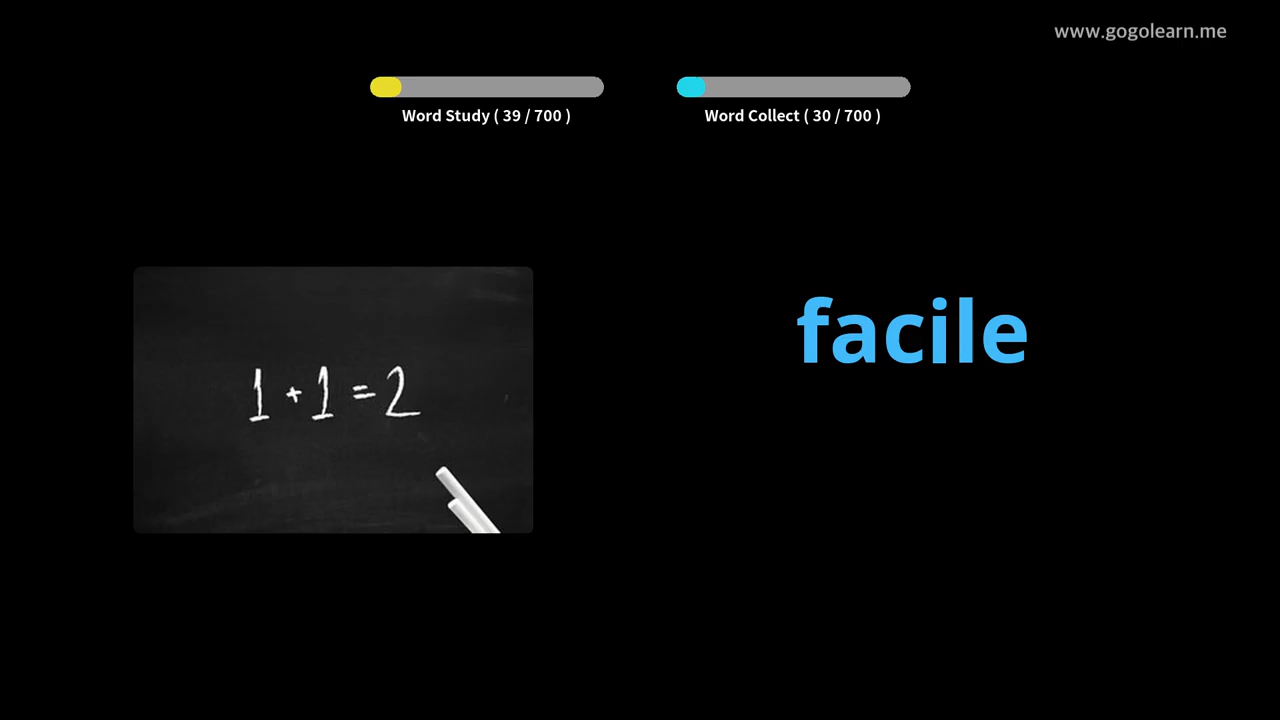 www.gogolearn.me
Word Study ( 39 / 700 )
Word Collect ( 30 / 700 )
facile
1 + 1 = 2